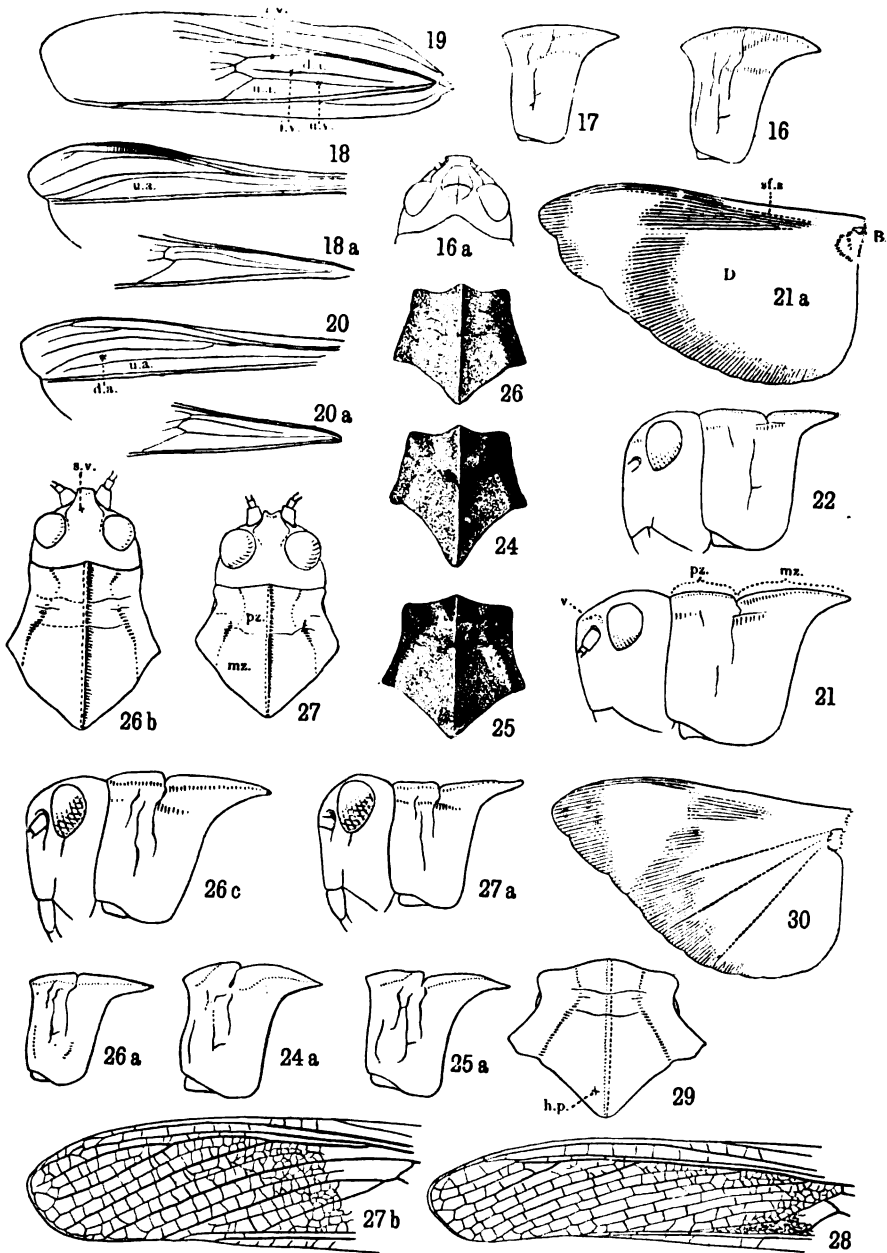 19
17
16
18
u.a.
18 a
16 a
sf.s
B.
D
21 a
20
u.a.
d.a.
20 a
26
s.v.
22
24
pz.
mz.
v.
pz.
mz.
26 b
27
25
21
26 c
27 a
30
26 a
24 a
25 a
h.p.
29
27 b
28